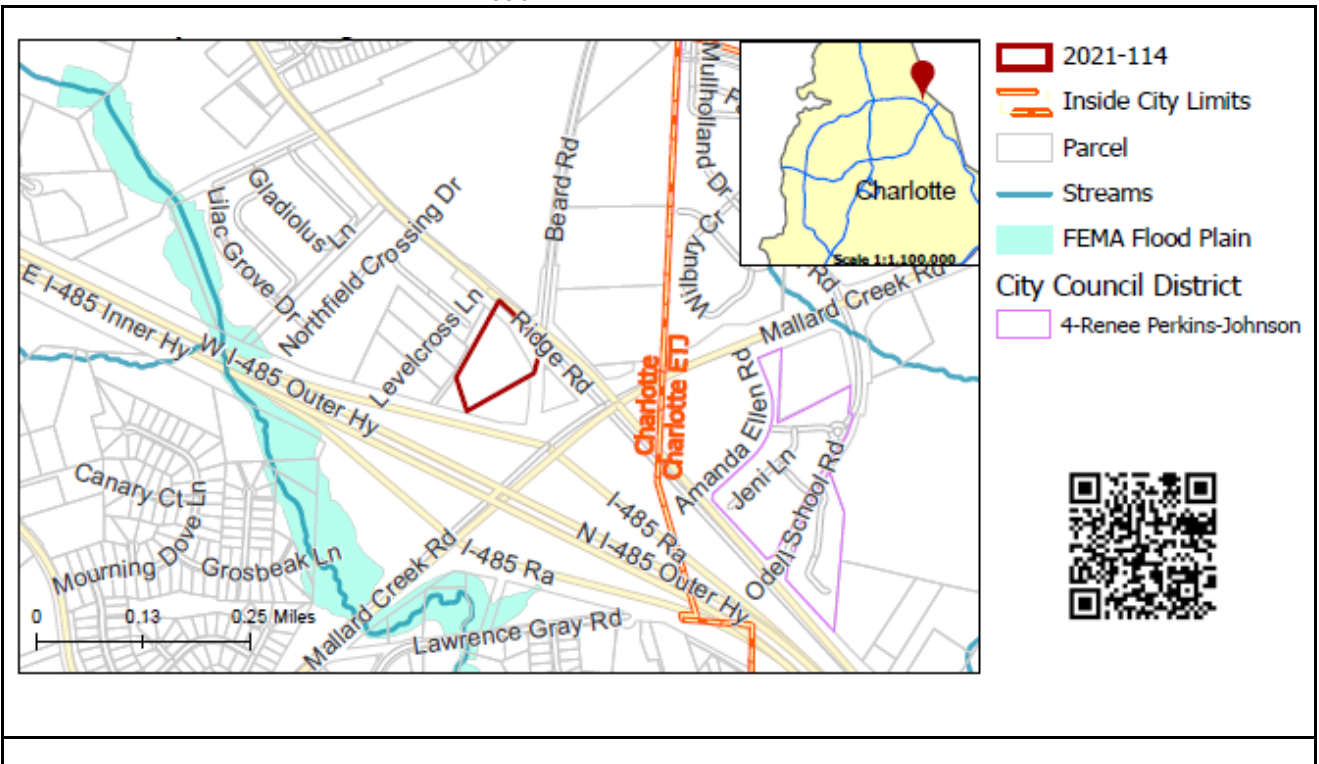 Mullholland Dr
Beard Rd
Charlotte
Scale 1:1,100,000
Gladiolus Ln
Lilac Grove Dr
Northfield Crossing Dr
Wilbury Cr
Rd
Mallard Creek Rd
E I-485 Inner Hy
W I-485 Outer Hy
Levelcross Ln
Ridge Rd
Charlotte
Charlotte ETJ
Amanda Ellen Rd
Jeni Ln
Odell School Rd
Canary Ct
Mourning Dove Ln
Grosbeak Ln
I-485 Ra
N I-485 Outer Hy
I-485 Ra
Mallard Creek Rd
Lawrence Gray Rd
0 0.13 0.25 Miles
2021-114
Inside City Limits
Parcel
Streams
FEMA Flood Plain
City Council District
4-Renee Perkins-Johnson